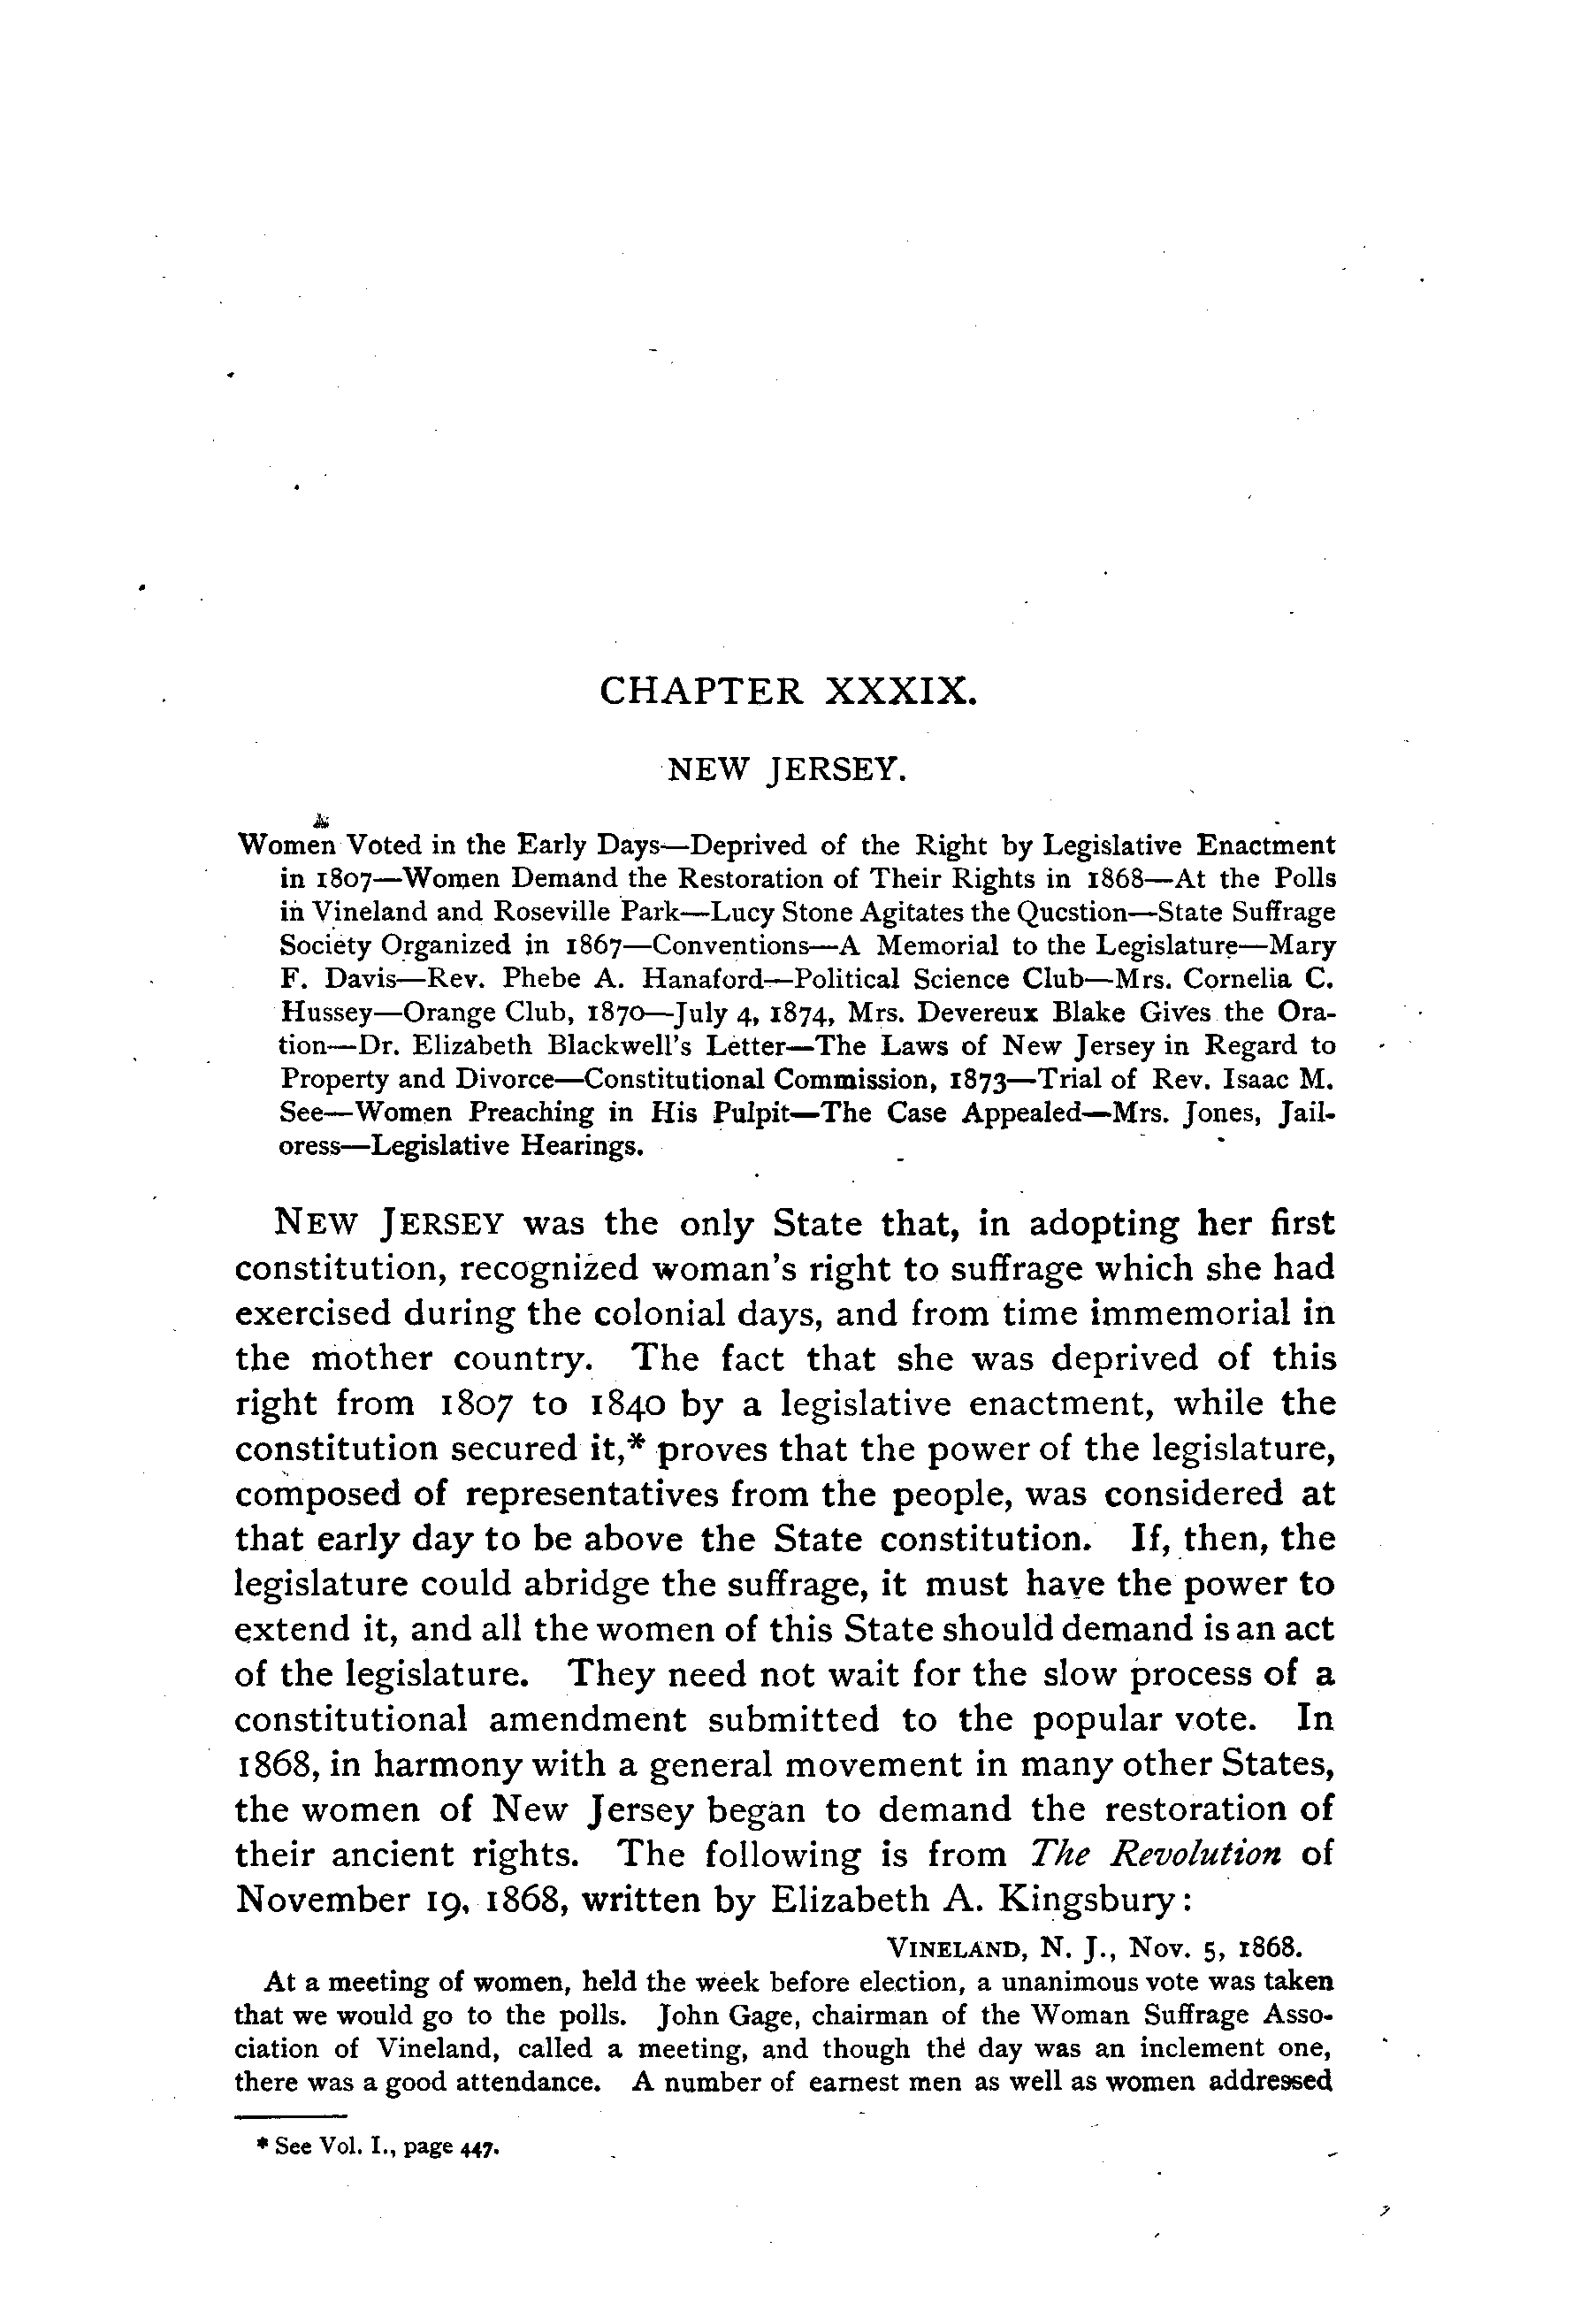 CHAPTER XXXIX.
NEW JERSEY.
Women Voted in the Early Days—Deprived of the Right by Legislative Enactment
in 1807—Women Demand the Restoration of Their Rights in 1868—At the Polls
in Vineland and Roseville Park—Lucy Stone Agitates the Question—State Suffrage
Society Organized in 1867—Conventions—A Memorial to the Legislature—Mary
F. Davis—Rev. Phebe A. Hanaford—Political Science Club—Mrs. Cornelia C.
Hussey—Orange Club, 1870—July 4, 1874, Mrs. Devereux Blake Gives the Ora-
tion—Dr. Elizabeth Blackwell's Letter—The Laws of New Jersey in Regard to
Property and Divorce—Constitutional Commission, 1873—Trial of Rev. Isaac M.
See—Women Preaching in His Pulpit—The Case Appealed—Mrs. Jones, Jail-
oress—Legislative Hearings.
NEW JERSEY was the only State that, in adopting her first
constitution, recognized woman's right to suffrage which she had
exercised during the colonial days, and from time immemorial in
the mother country. The fact that she was deprived of this
right from 1807 to 1840 by a legislative enactment, while the
constitution secured it,* proves that the power of the legislature,
composed of representatives from the people, was considered at
that early day to be above the State constitution. If, then, the
legislature could abridge the suffrage, it must have the power to
extend it, and all the women of this State should demand is an act
of the legislature. They need not wait for the slow process of a
constitutional amendment submitted to the popular vote. In
1868, in harmony with a general movement in many other States,
the women of New Jersey began to demand the restoration of
their ancient rights. The following is from The Revolution of
November 19, 1868, written by Elizabeth A. Kingsbury:
VINELAND, N. J., Nov. 5, 1868.
At a meeting of women, held the week before election, a unanimous vote was taken
that we would go to the polls. John Gage, chairman of the Woman Suffrage Asso-
ciation of Vineland, called a meeting, and though the day was an inclement one,
there was a good attendance. A number of earnest men as well as women addressed
* See Vol. I., page 447.